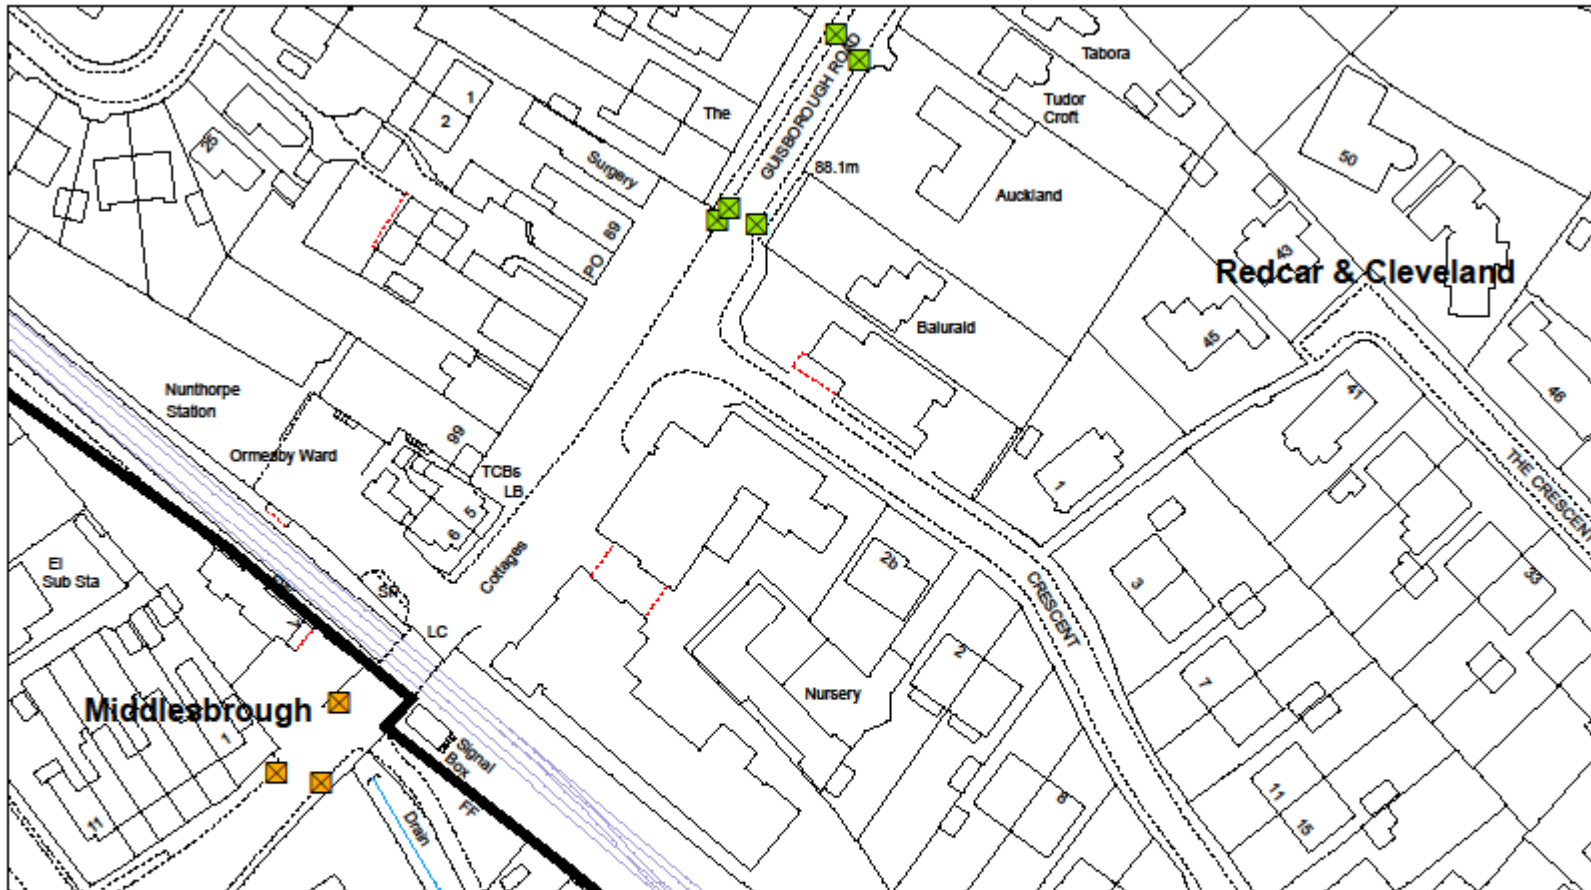 Tabora
GUISBOROUGH ROAD
1
2
The
Tudor
Croft
25
Surgery
88.1m
50
Auckland
89
PO
43
Redcar & Cleveland
Balurald
45
Nunthorpe
Station
41
46
99
Ormesby Ward
TCBs
LB
THE CRESCENT
1
5
6
El
Sub Sta
Cottages
2b
3
33
SP
CRESCENT
LC
2
7
Nursery
Middlesbrough
1
Signal
Box
FF
8
11
11
15
Drain